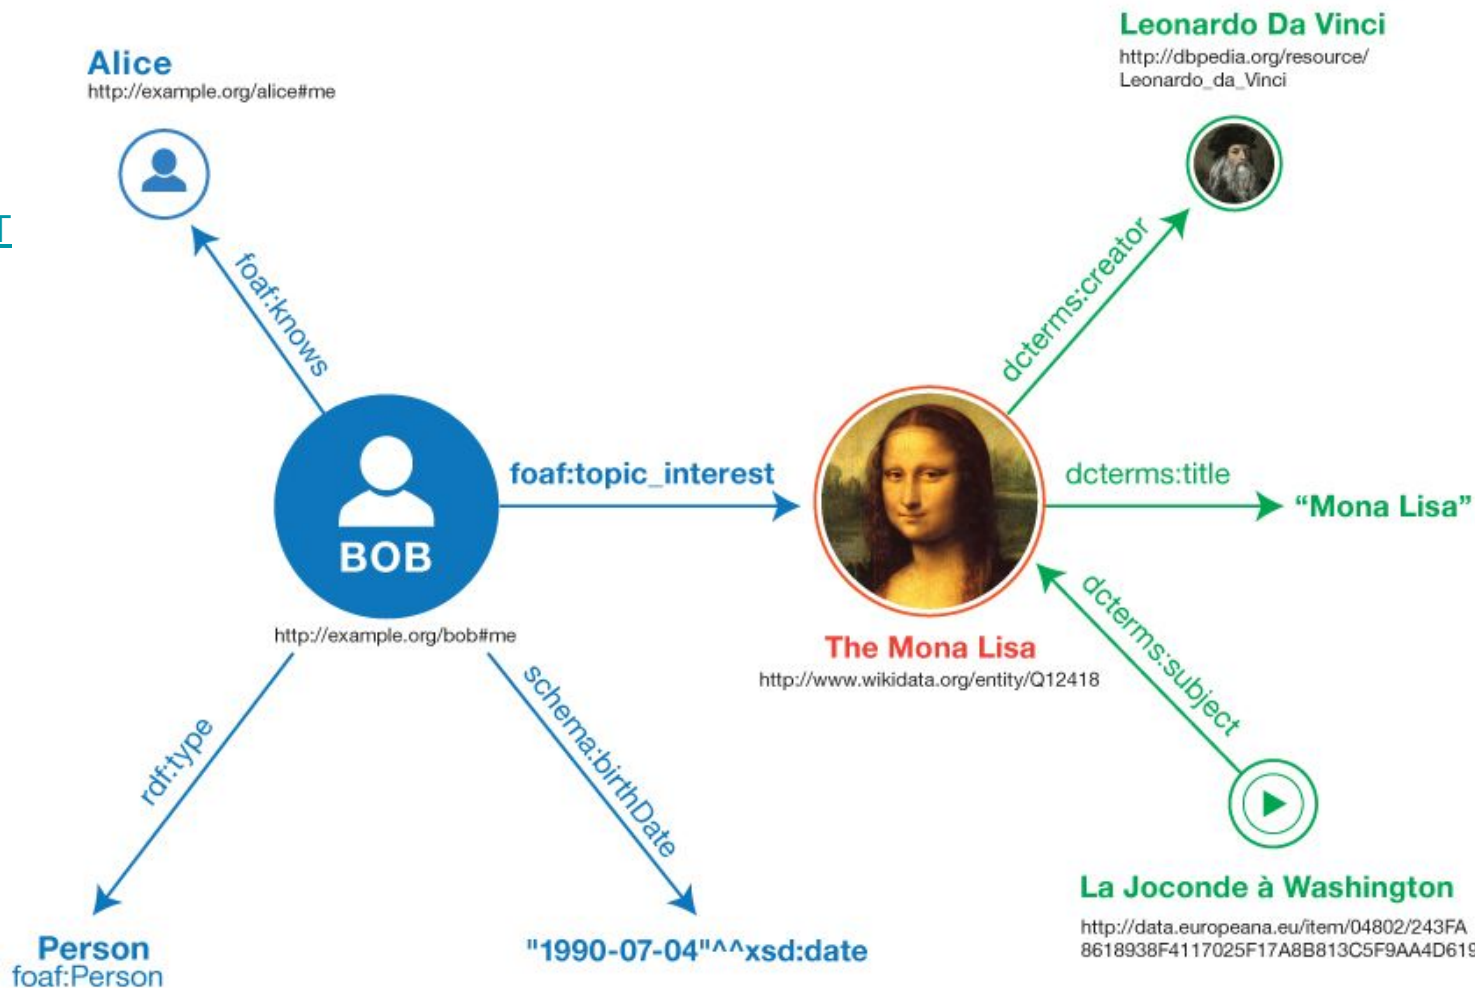 Alice
http://example.org/alice#me
Leonardo Da Vinci
http://dbpedia.org/resource/
Leonardo_da_Vinci
T
foaf:knows
dcterms:creator
foaf:topic_interest
dcterms:title
“Mona Lisa”
BOB
http://example.org/bob#me
The Mona Lisa
http://www.wikidata.org/entity/Q12418
dcterms:subject
rdf:type
schema:birthDate
La Joconde à Washington
http://data.europeana.eu/item/04802/243FA
8618938F4117025F17A8B813C5F9AA4D619
Person
foaf:Person
"1990-07-04"^^xsd:date